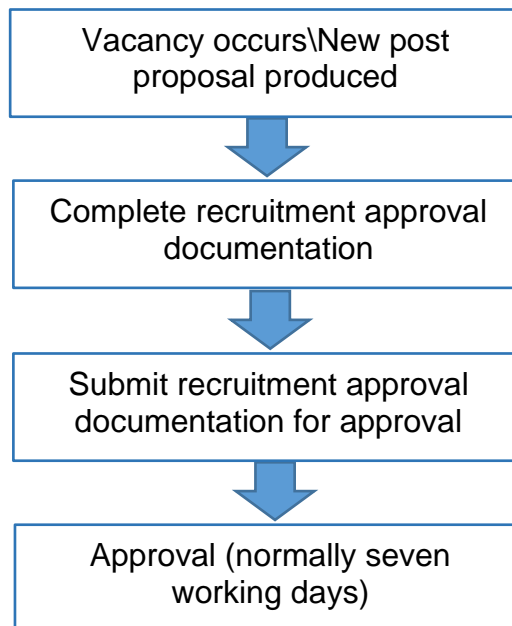 Vacancy occurs\New post
proposal produced
Complete recruitment approval
documentation
Submit recruitment approval
documentation for approval
Approval (normally seven
working days)